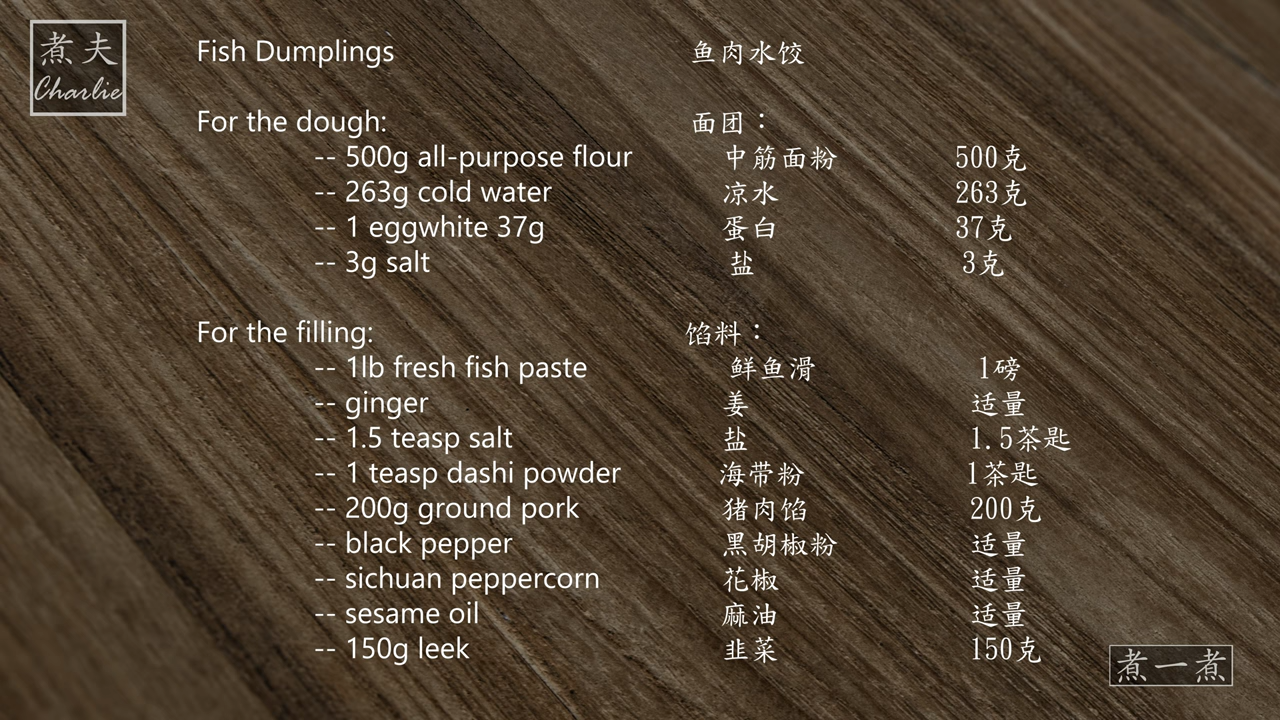 煮夫
Charlie
Fish Dumplings 鱼肉水饺
For the dough: 面团：
-- 500g all-purpose flour 中筋面粉 500克
-- 263g cold water 凉水 263克
-- 1 eggwhite 37g 蛋白 37克
-- 3g salt 盐 3克
For the filling: 馅料：
-- 1lb fresh fish paste 鲜鱼滑 1磅
-- ginger 姜 适量
-- 1.5 teasp salt 盐 1.5茶匙
-- 1 teasp dashi powder 海带粉 1茶匙
-- 200g ground pork 猪肉馅 200克
-- black pepper 黑胡椒粉 适量
-- sichuan peppercorn 花椒 适量
-- sesame oil 麻油 适量
-- 150g leek 韭菜 150克
煮一煮